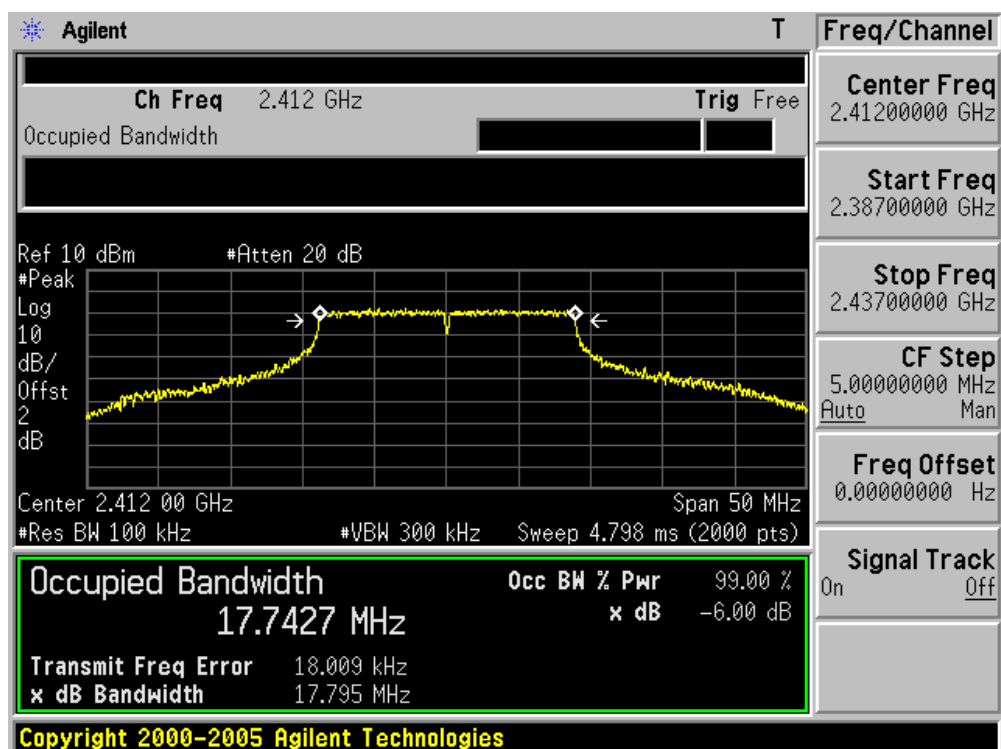 Agilent T
Ch Freq 2.412 GHz Trig Free
Occupied Bandwidth
Ref 10 dBm #Atten 20 dB
#Peak
Log
10
dB/
Offst
2
dB
Center 2.412 00 GHz Span 50 MHz
#Res BW 100 kHz #VBW 300 kHz Sweep 4.798 ms (2000 pts)
Occupied Bandwidth
17.7427 MHz
Occ BW % Pwr 99.00 %
x dB -6.00 dB
Transmit Freq Error 18.009 kHz
x dB Bandwidth 17.795 MHz
Copyright 2000-2005 Agilent Technologies
Freq/Channel
Center Freq
2.41200000 GHz
Start Freq
2.38700000 GHz
Stop Freq
2.43700000 GHz
CF Step
5.00000000 MHz
Auto Man
Freq Offset
0.00000000 Hz
Signal Track
On Off